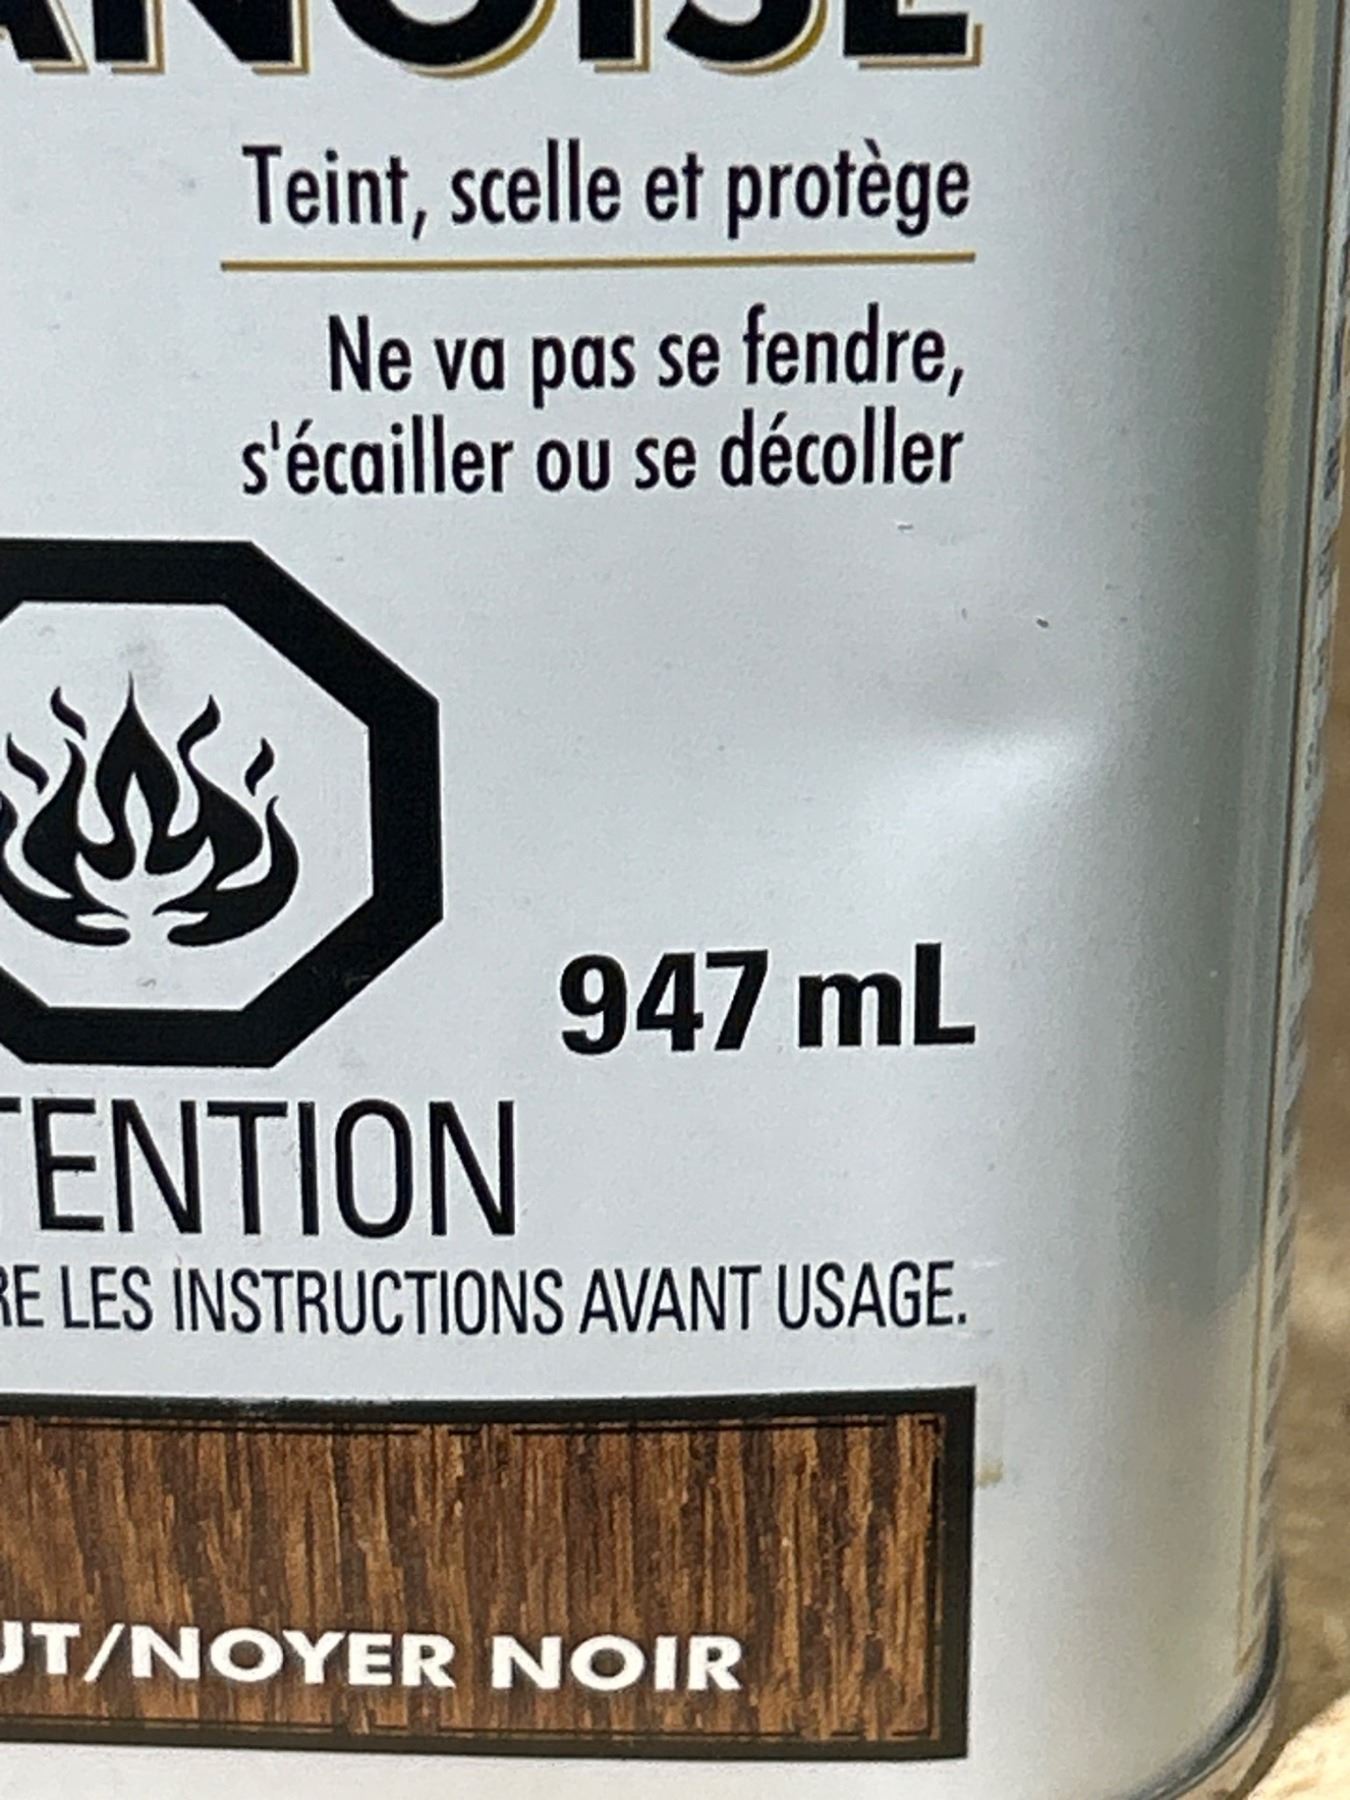 ANOISE
Teint, scelle et protège
Ne va pas se fendre,
s'écailler ou se décoller
947 mL
TENTION
RE LES INSTRUCTIONS AVANT USAGE.
UT/NOYER NOIR